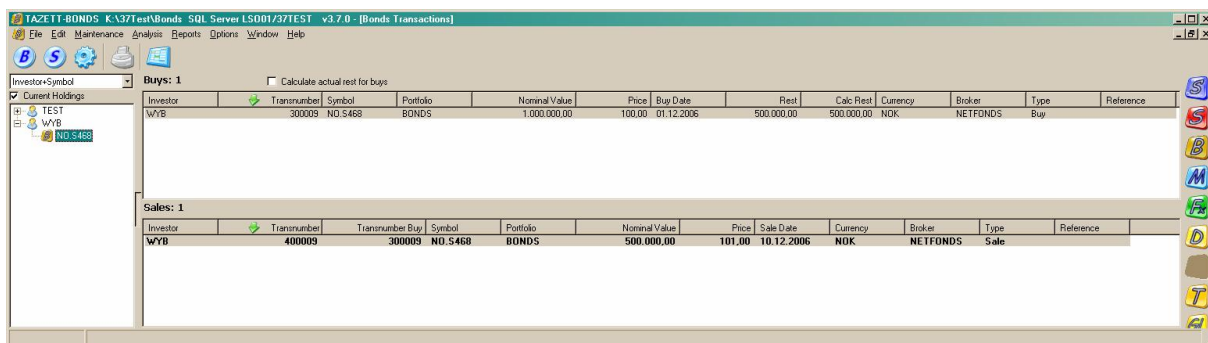 TAZETT-BONDS K:\37Test\Bonds SQL Server LSO01/37TEST v3.7.0 - [Bonds Transactions]
File Edit Maintenance Analysis Reports Options Window Help
B S
Investor+Symbol
Current Holdings
TEST
WYB
NO.S468
Buys: 1 Calculate actual rest for buys
Investor Transnumber Symbol Portfolio Nominal Value Price Buy Date Rest Calc Rest Currency Broker Type Reference
WYB 300009 NO.S468 BONDS 1.000.000,00 100,00 01.12.2006 500.000,00 500.000,00 NOK NETFONDS Buy
Sales: 1
Investor Transnumber Transnumber Buy Symbol Portfolio Nominal Value Price Sale Date Currency Broker Type Reference
WYB 400009 300009 NO.S468 BONDS 500.000,00 101,00 10.12.2006 NOK NETFONDS Sale
S
S
B
M
Fx
D
T